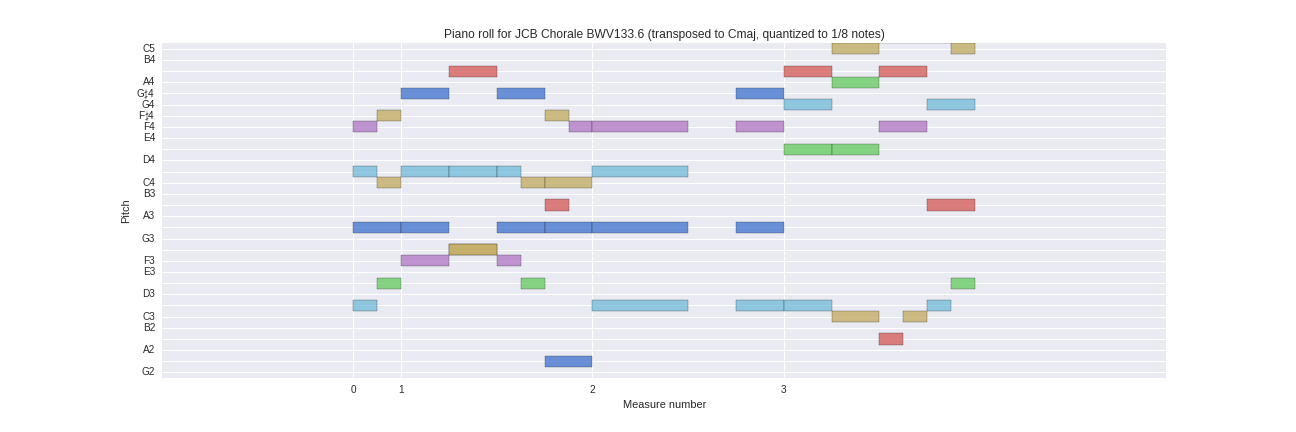 Piano roll for JCB Chorale BWV133.6 (transposed to Cmaj, quantized to 1/8 notes)
C5
B4
A4
G♯4
G4
F♯4
F4
E4
D4
C4
B3
A3
G3
F3
E3
D3
C3
B2
A2
G2
Pitch
0 1 2 3
Measure number